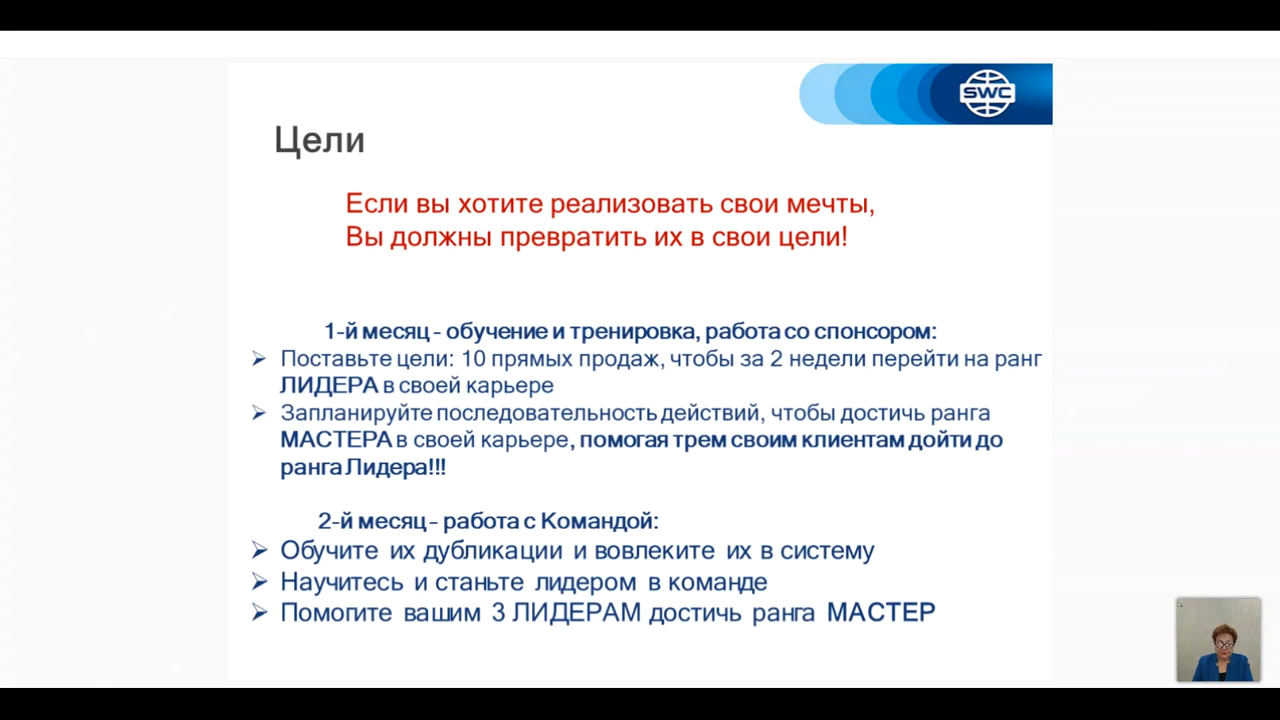 SWC
Цели
Если вы хотите реализовать свои мечты,
Вы должны превратить их в свои цели!
1-й месяц - обучение и тренировка, работа со спонсором:
Поставьте цели: 10 прямых продаж, чтобы за 2 недели перейти на ранг
ЛИДЕРА в своей карьере
Запланируйте последовательность действий, чтобы достичь ранга
МАСТЕРА в своей карьере, помогая трем своим клиентам дойти до
ранга Лидера!!!
2-й месяц - работа с Командой:
Обучите их дубликации и вовлеките их в систему
Научитесь и станьте лидером в команде
Помогите вашим 3 ЛИДЕРАМ достичь ранга МАСТЕР